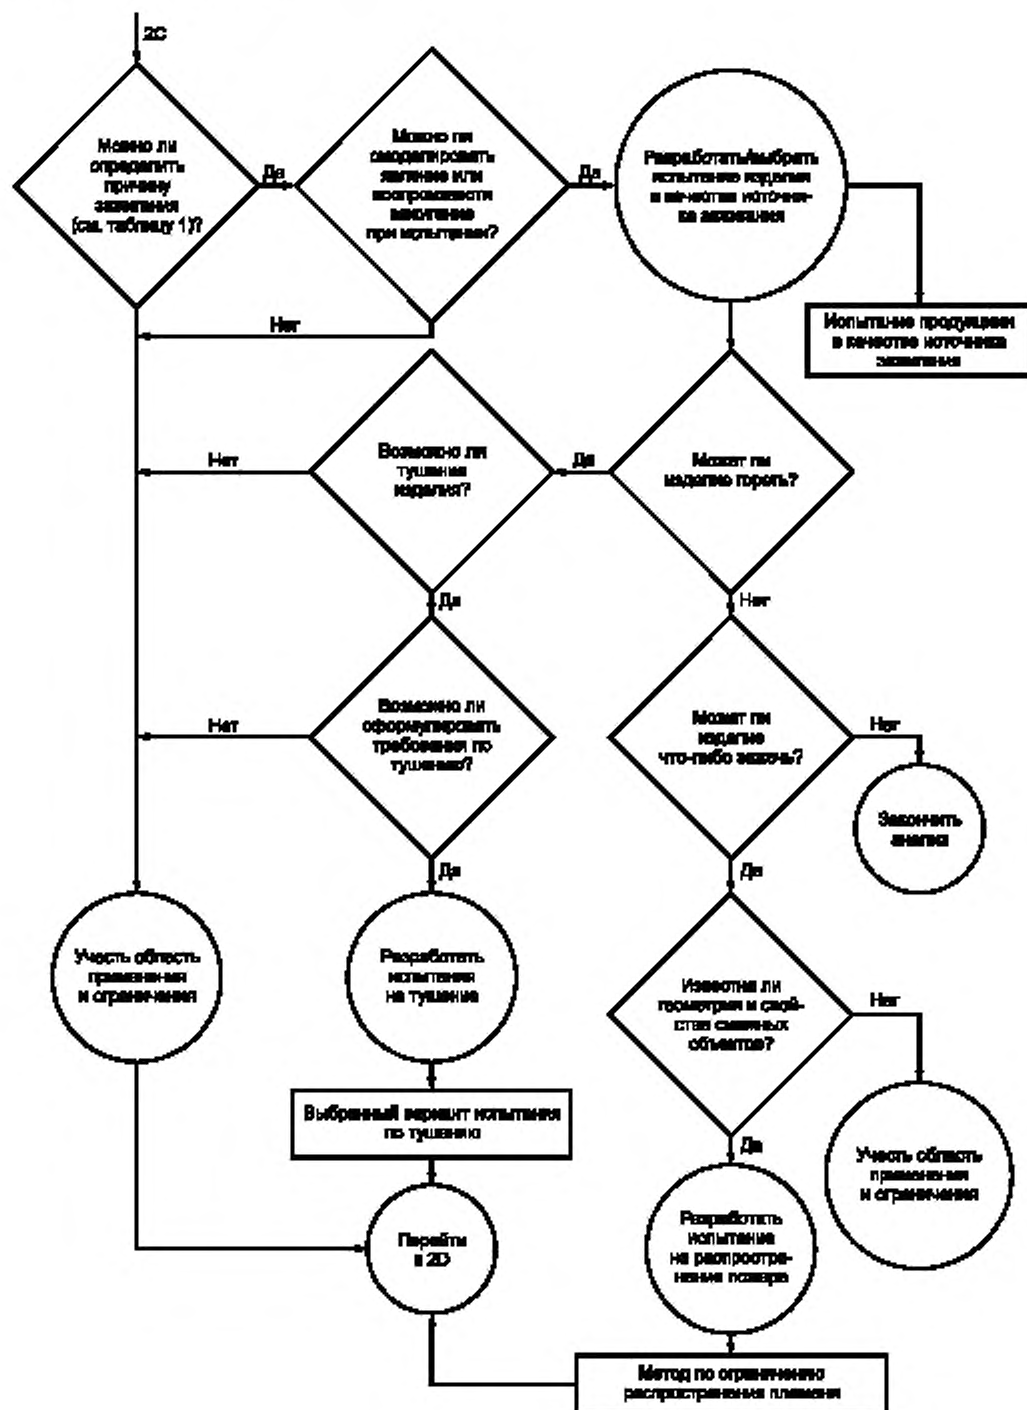 2C
Можно ли
определить
причину
зажигания
(см. таблицу 1)?
Да
Можно ли
смоделировать
явление или
воспроизвести
зажигание
при испытании?
Да
Разработать/выбрать
испытание изделия
в качестве источни-
ка зажигания
Нет
Испытание продукции
в качестве источника
зажигания
Нет
Возможно ли
тушение
изделия?
Да
Может ли
изделие гореть?
Да
Нет
Нет
Возможно ли
сформулировать
требования по
тушению?
Может ли
изделие
что-либо зажечь?
Нет
Закончить
анализ
Да
Да
Учесть область
применения
и ограничения
Разработать
испытания
на тушение
Известна ли
геометрия и свой-
ства смежных
объектов?
Нет
Выбранный вариант испытания
по тушению
Да
Учесть область
применения
и ограничения
Перейти
в 2D
Разработать
испытание
на распростра-
нение пожара
Метод по ограничению
распространения пламени